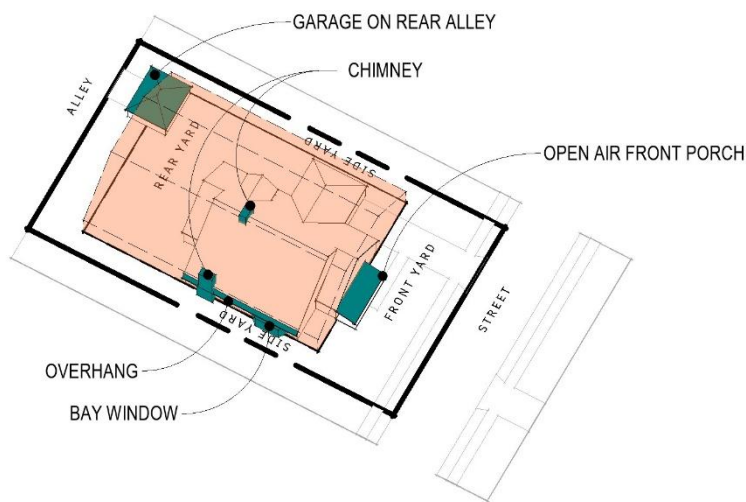 GARAGE ON REAR ALLEY
CHIMNEY
ALLEY
REAR YARD
SIDE YARD
OPEN AIR FRONT PORCH
FRONT YARD
STREET
SIDE YARD
OVERHANG
BAY WINDOW